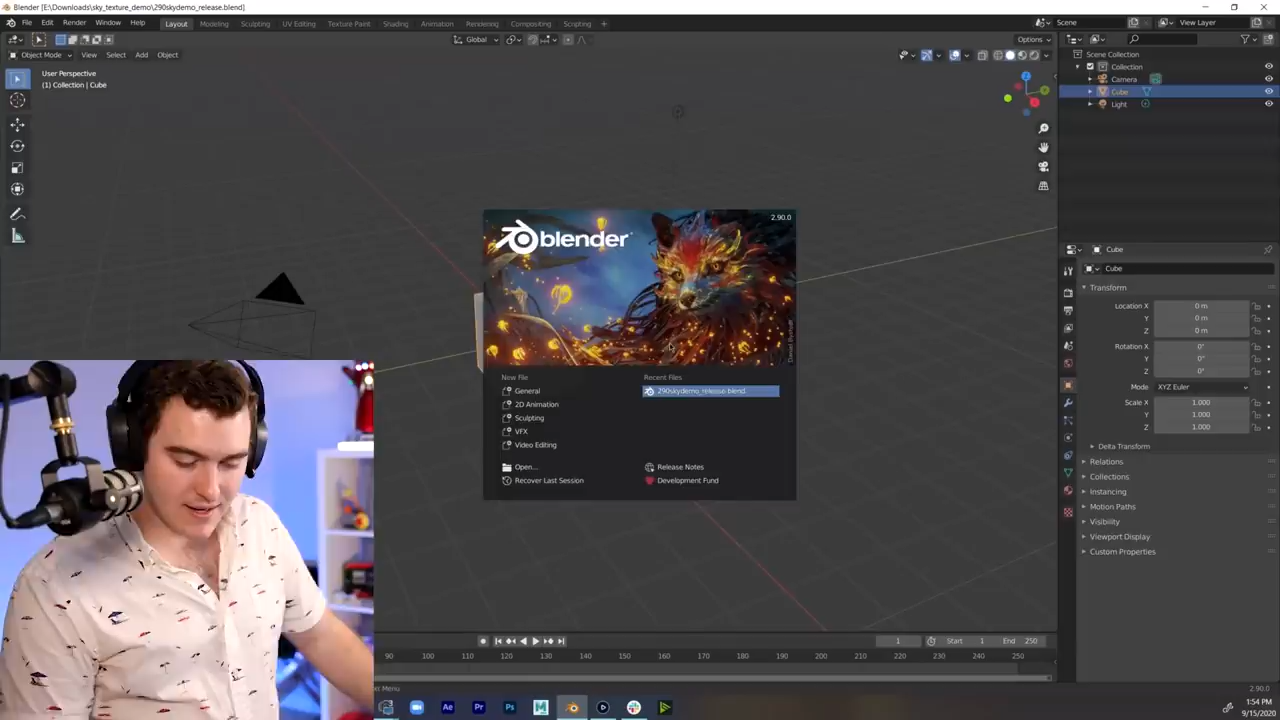 Blender [E:\Downloads\sky_texture_demo\290skydemo_release.blend]
File Edit Render Window Help Layout Modeling Sculpting UV Editing Texture Paint Shading Animation Rendering Compositing Scripting + Scene View Layer
Global Options
Object Mode View Select Add Object
User Perspective
(1) Collection | Cube
Scene Collection
Collection
Camera
Cube
Light
2.90.0
blender
Daniel Bystedt
New File
General
2D Animation
Sculpting
VFX
Video Editing
Open...
Recover Last Session
Recent Files
290skydemo_release.blend
Release Notes
Development Fund
Cube
Cube
Transform
Location X 0 m
Y 0 m
Z 0 m
Rotation X 0°
Y 0°
Z 0°
Mode XYZ Euler
Scale X 1.000
Y 1.000
Z 1.000
Delta Transform
Relations
Collections
Instancing
Motion Paths
Visibility
Viewport Display
Custom Properties
1 Start 1 End 250
90 100 110 120 130 140 150 160 170 180 190 200 210 220 230 240 250
Menu
2.90.0
Ae Pr Ps M
1:54 PM
9/15/2020